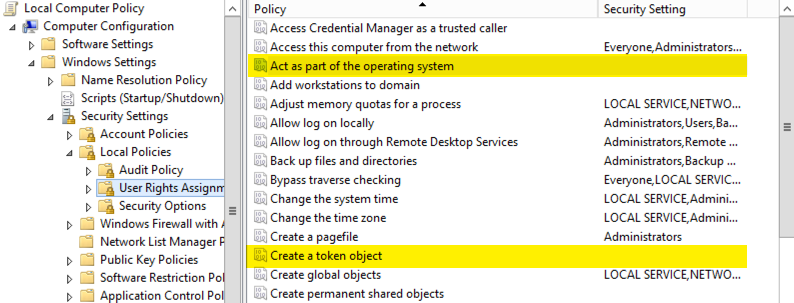 Local Computer Policy
Computer Configuration
Software Settings
Windows Settings
Name Resolution Policy
Scripts (Startup/Shutdown)
Security Settings
Account Policies
Local Policies
Audit Policy
User Rights Assignm
Security Options
Windows Firewall with A
Network List Manager P
Public Key Policies
Software Restriction Pol
Application Control Pol
Policy Security Setting
Access Credential Manager as a trusted caller
Access this computer from the network Everyone,Administrators...
Act as part of the operating system
Add workstations to domain
Adjust memory quotas for a process LOCAL SERVICE,NETWO...
Allow log on locally Administrators,Users,Ba...
Allow log on through Remote Desktop Services Administrators,Remote ...
Back up files and directories Administrators,Backup ...
Bypass traverse checking Everyone,LOCAL SERVIC...
Change the system time LOCAL SERVICE,Admini...
Change the time zone LOCAL SERVICE,Admini...
Create a pagefile Administrators
Create a token object
Create global objects LOCAL SERVICE,NETWO...
Create permanent shared objects